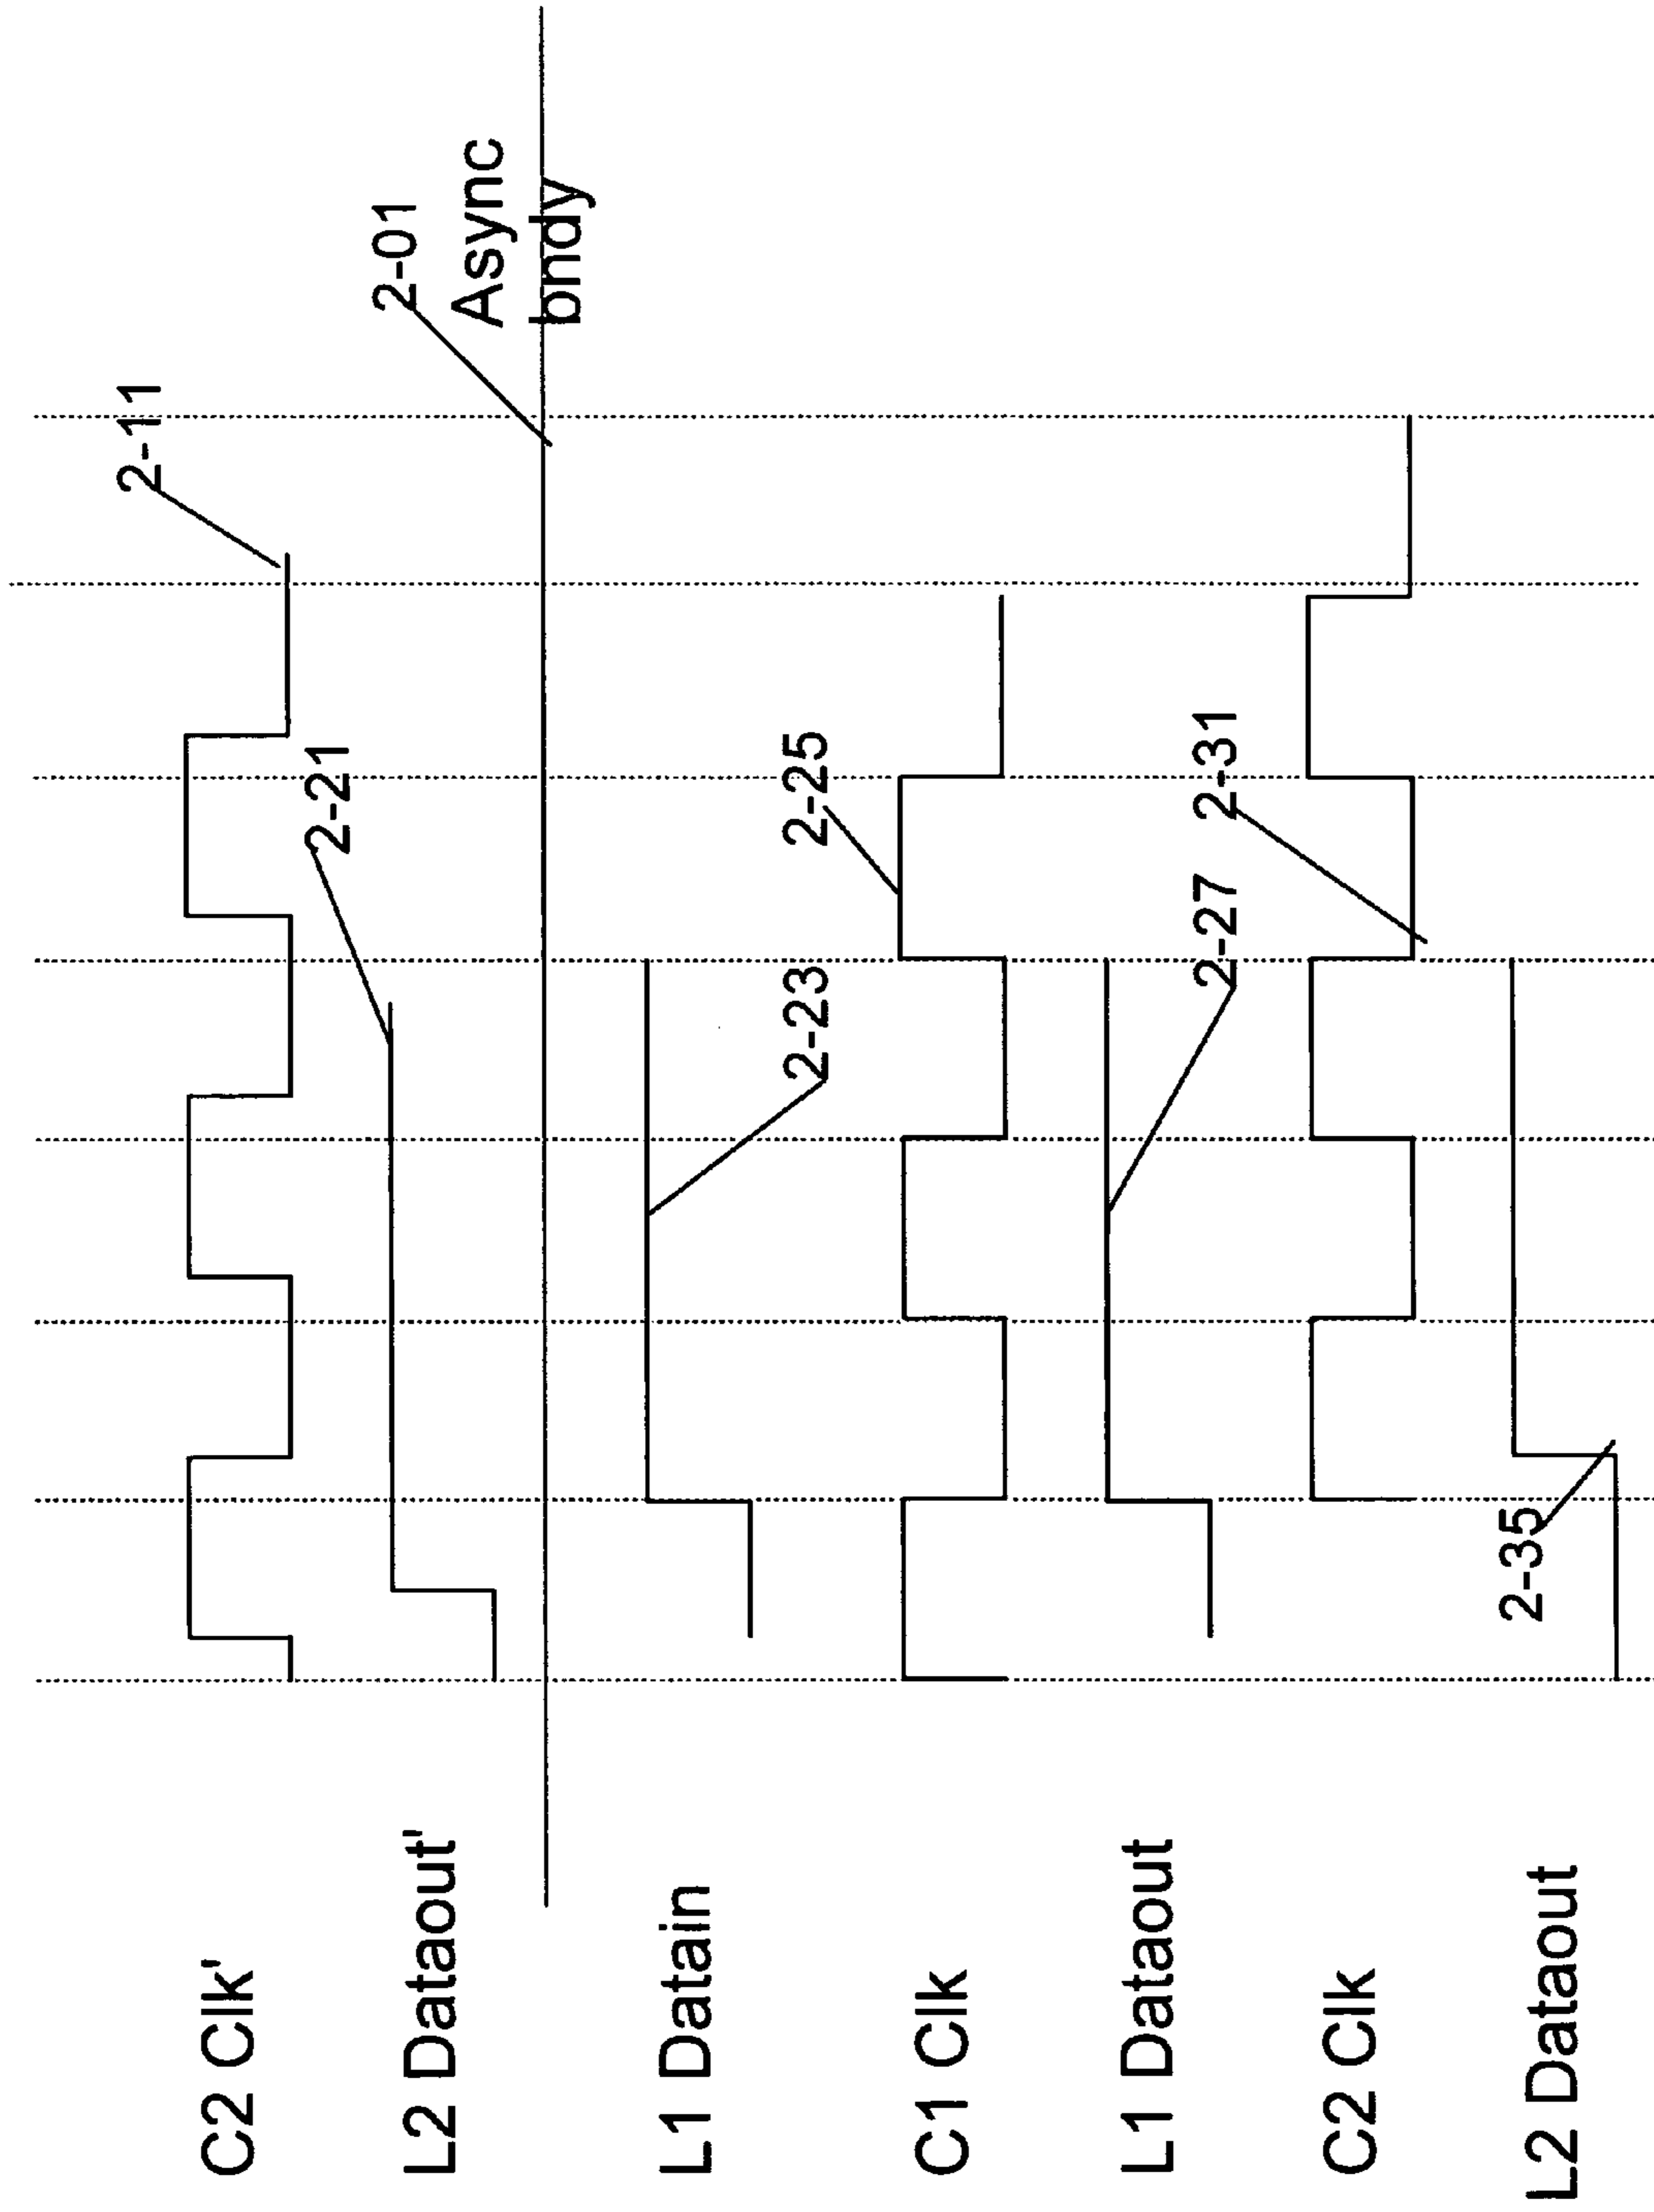 C2 Clk'
2-11
L2 Dataout'
2-21
2-01
Async
bndy
L1 Datain
2-23
C1 Clk
2-25
L1 Dataout
2-27
C2 Clk
2-31
L2 Dataout
2-35